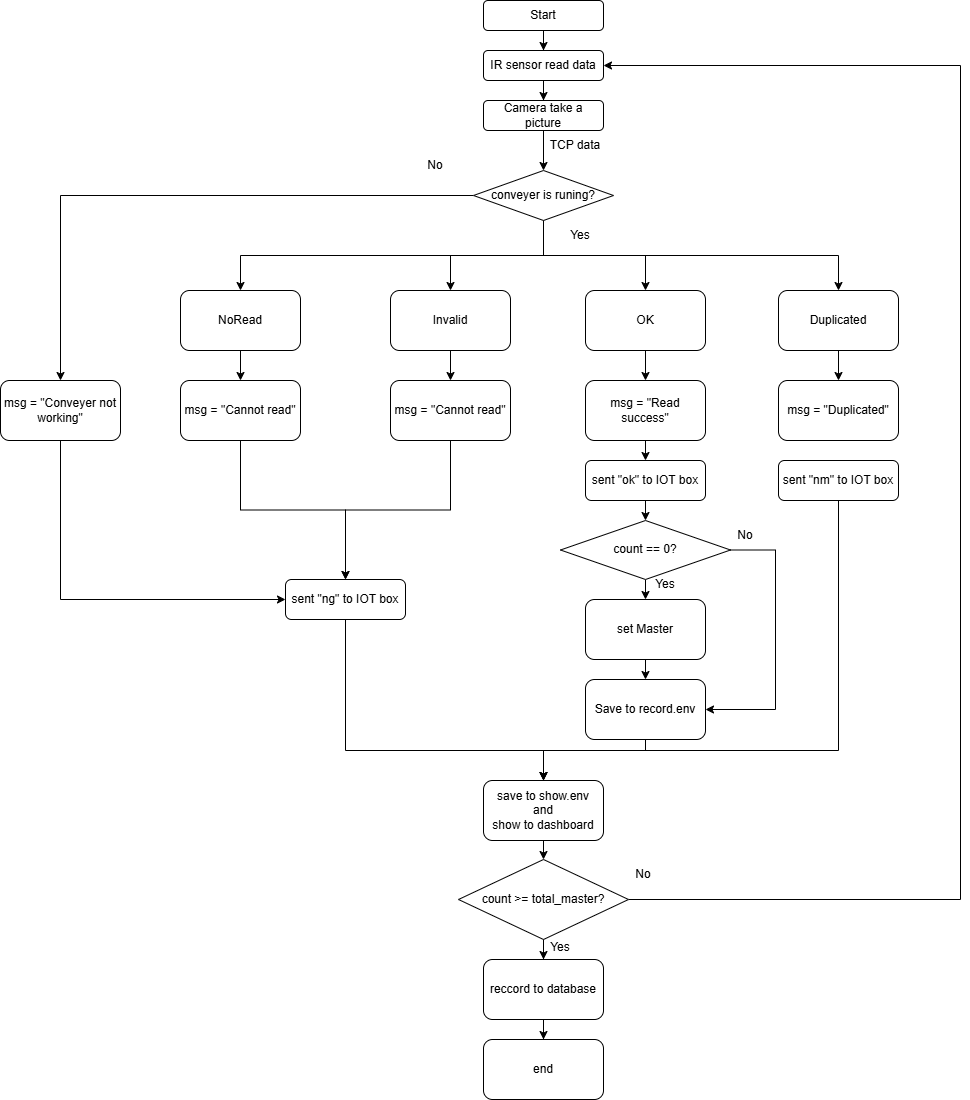 Start
IR sensor read data
Camera take a
picture
TCP data
No
conveyer is runing?
Yes
NoRead
Invalid
OK
Duplicated
msg = "Conveyer not
working"
msg = "Cannot read"
msg = "Cannot read"
msg = "Read
success"
msg = "Duplicated"
sent "ok" to IOT box
sent "nm" to IOT box
No
count == 0?
Yes
sent "ng" to IOT box
set Master
Save to record.env
save to show.env
and
show to dashboard
No
count >= total_master?
Yes
reccord to database
end